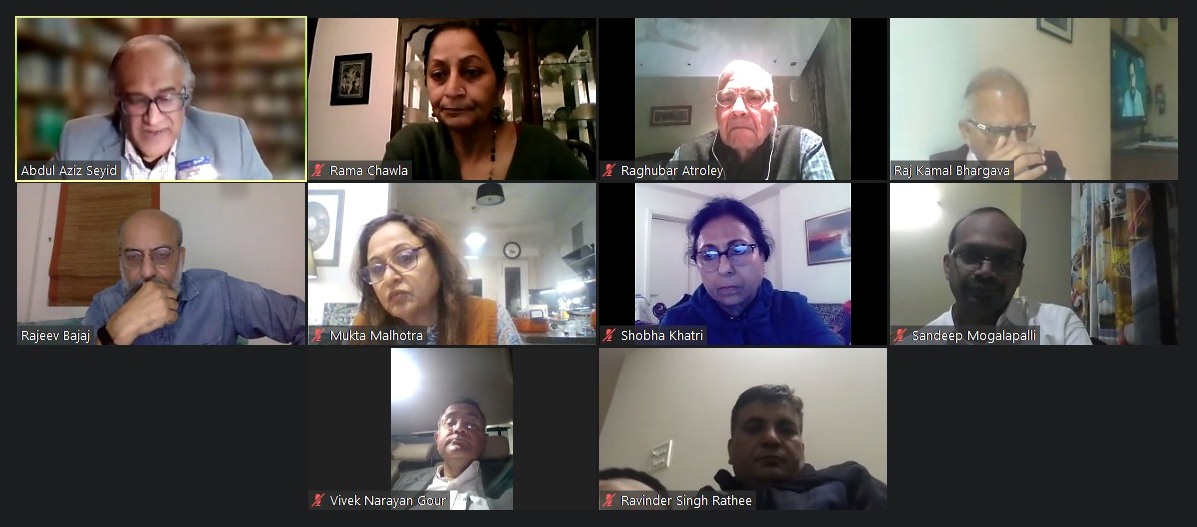 Abdul Aziz Seyid
Rama Chawla
Raghubar Atroley
Raj Kamal Bhargava
Rajeev Bajaj
Mukta Malhotra
Shobha Khatri
Sandeep Mogalapalli
Vivek Narayan Gour
Ravinder Singh Rathee